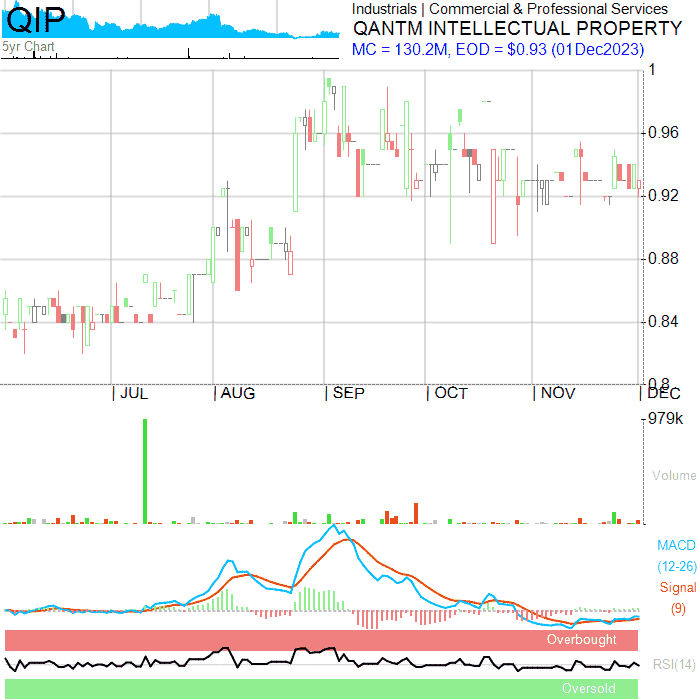 QIP
5yr Chart
Industrials | Commercial & Professional Services
QANTM INTELLECTUAL PROPERTY
MC = 130.2M, EOD = $0.93 (01Dec2023)
1
0.96
0.92
0.88
0.84
0.8
JUL
AUG
SEP
OCT
NOV
DEC
979k
Volume
MACD
(12-26)
Signal
(9)
Overbought
RSI(14)
Oversold